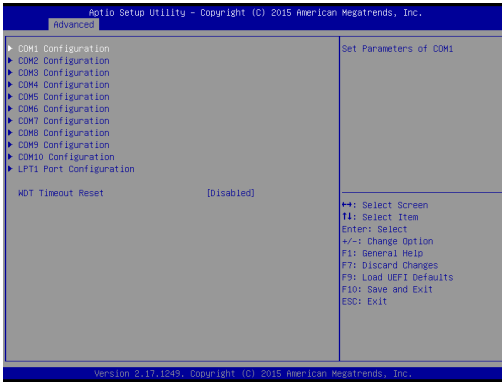 Aptio Setup Utility – Copyright (C) 2015 American Megatrends, Inc.
Advanced
COM1 Configuration
COM2 Configuration
COM3 Configuration
COM4 Configuration
COM5 Configuration
COM6 Configuration
COM7 Configuration
COM8 Configuration
COM9 Configuration
COM10 Configuration
LPT1 Port Configuration
WDT Timeout Reset [Disabled]
Set Parameters of COM1
↔: Select Screen
↑↓: Select Item
Enter: Select
+/-: Change Option
F1: General Help
F7: Discard Changes
F9: Load UEFI Defaults
F10: Save and Exit
ESC: Exit
Version 2.17.1249. Copyright (C) 2015 American Megatrends, Inc.